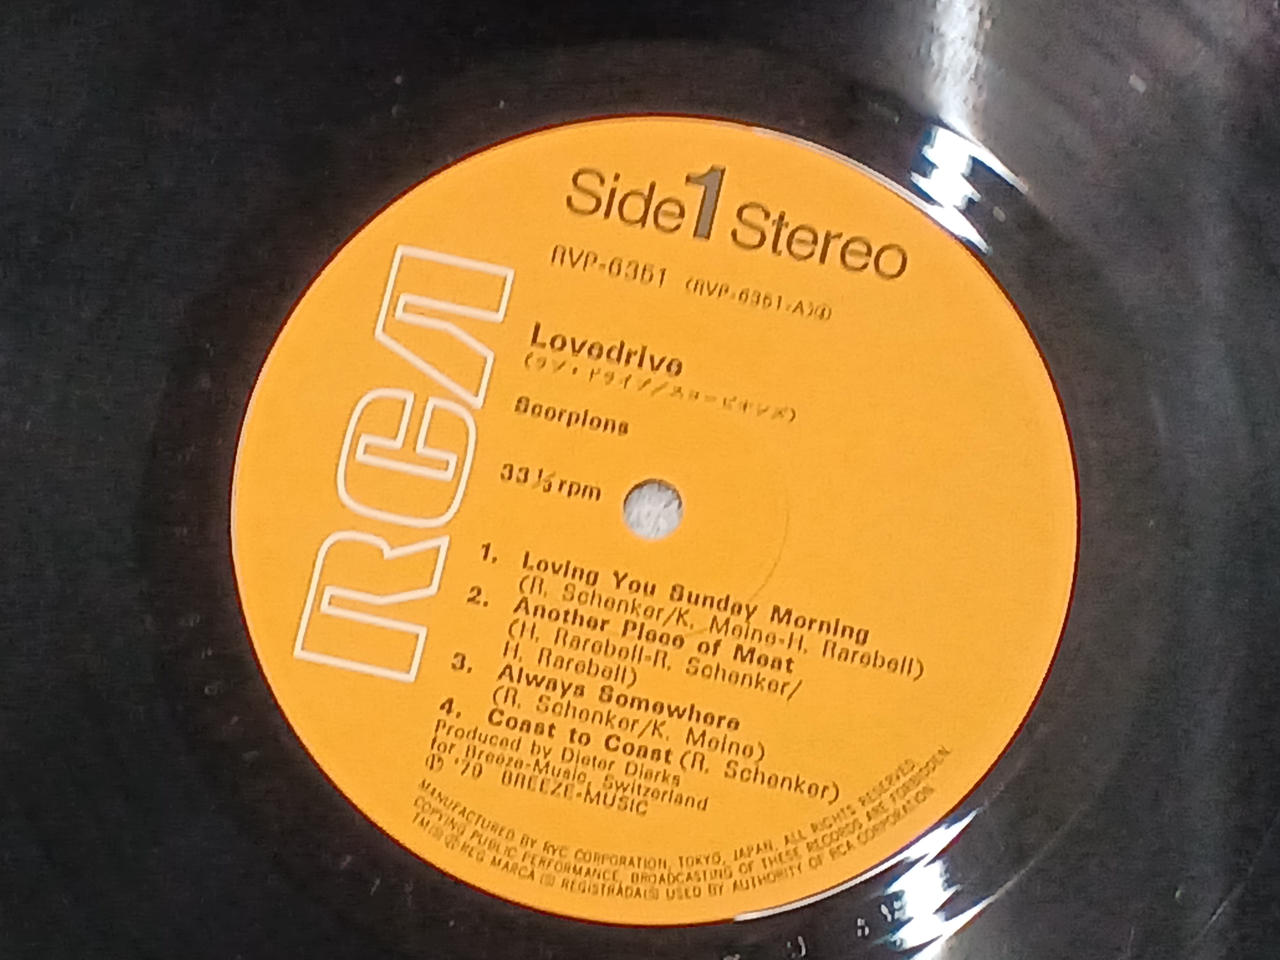 Side 1 Stereo
RVP-6351 (RVP-6351-A)④
Lovedrive
(ラヴ・ドライブ/スコーピオンズ)
Scorpions
33⅓rpm
RCA
1. Loving You Sunday Morning
(R. Schenker/K. Meine-H. Rarebell)
2. Another Piece of Meat
(H. Rarebell-R. Schenker/
H. Rarebell)
3. Always Somewhere
(R. Schenker/K. Meine)
4. Coast to Coast (R. Schenker)
Produced by Dieter Dierks
for Breeze-Music, Switzerland
Ⓟ '79 BREEZE-MUSIC
MANUFACTURED BY RVC CORPORATION, TOKYO, JAPAN. ALL RIGHTS RESERVED.
COPYING PUBLIC PERFORMANCE, BROADCASTING OF THESE RECORDS ARE FORBIDDEN.
REG MARCA REGISTRADA USED BY AUTHORITY OF RCA CORPORATION